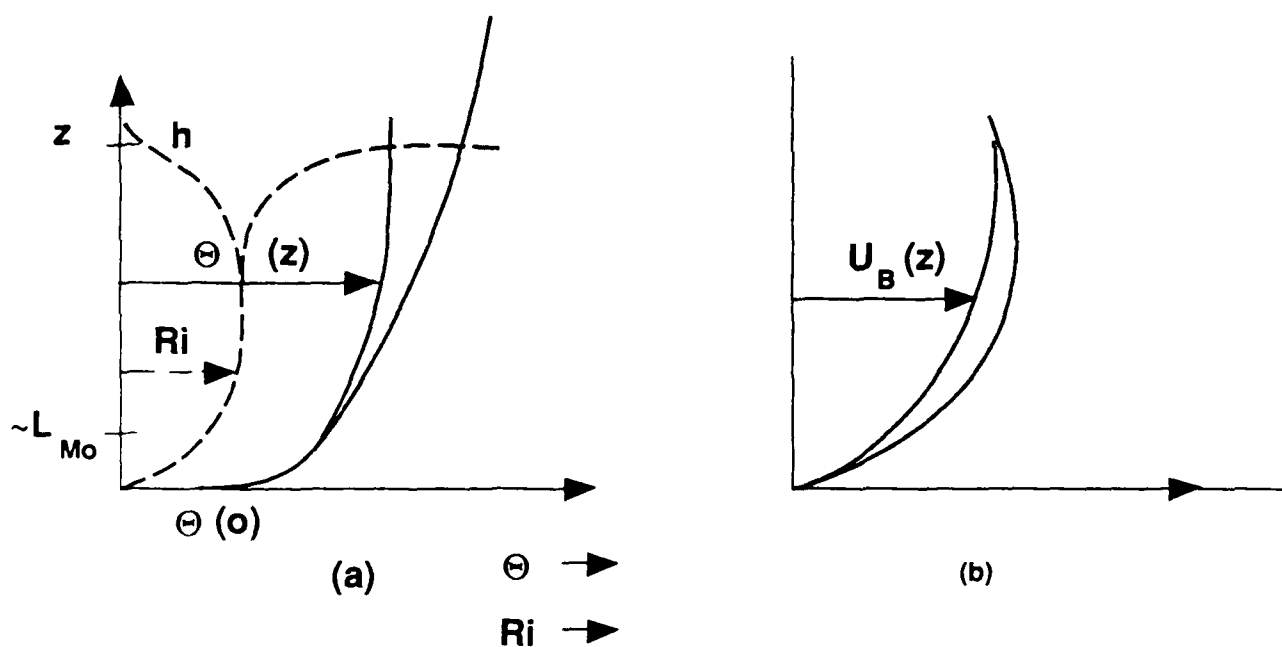 z h
Θ (z)
Ri
~L Mo
Θ (o)
(a)
Θ
Ri
U B (z)
(b)